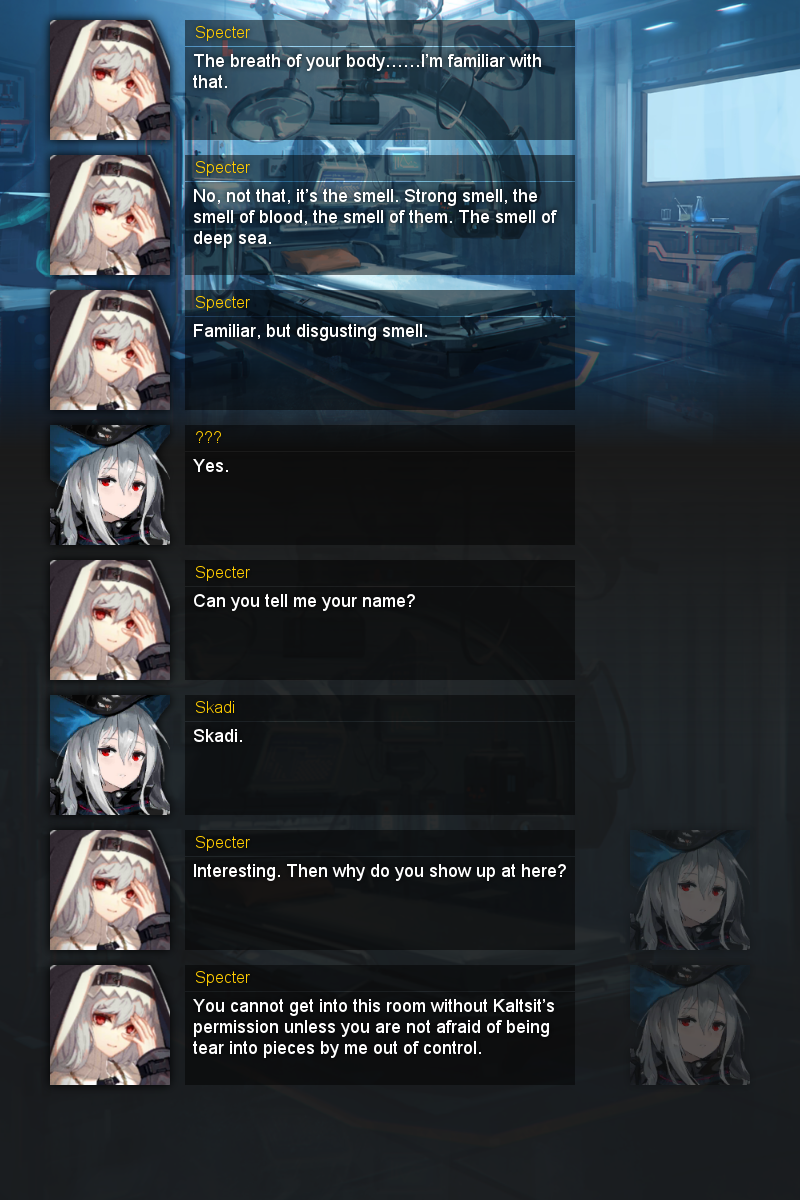 Specter
The breath of your body……I'm familiar with
that.
Specter
No, not that, it's the smell. Strong smell, the
smell of blood, the smell of them. The smell of
deep sea.
Specter
Familiar, but disgusting smell.
???
Yes.
Specter
Can you tell me your name?
Skadi
Skadi.
Specter
Interesting. Then why do you show up at here?
Specter
You cannot get into this room without Kaltsit's
permission unless you are not afraid of being
tear into pieces by me out of control.